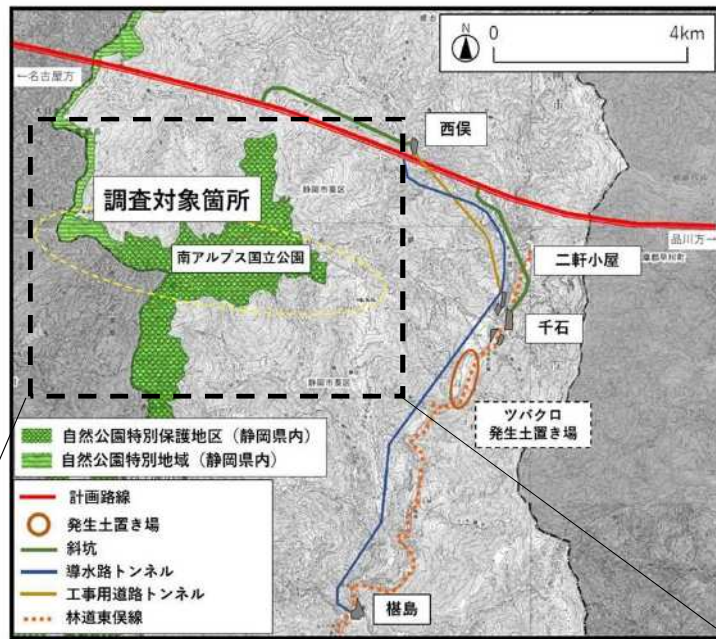 N
0 4km
←名古屋方
西俣
静岡市葵区
調査対象箇所
品川方→
南アルプス国立公園
二軒小屋
千石
静岡市葵区
ツバクロ
発生土置き場
自然公園特別保護地区（静岡県内）
自然公園特別地域（静岡県内）
計画路線
発生土置き場
斜坑
導水路トンネル
工事用道路トンネル
林道東俣線
椹島